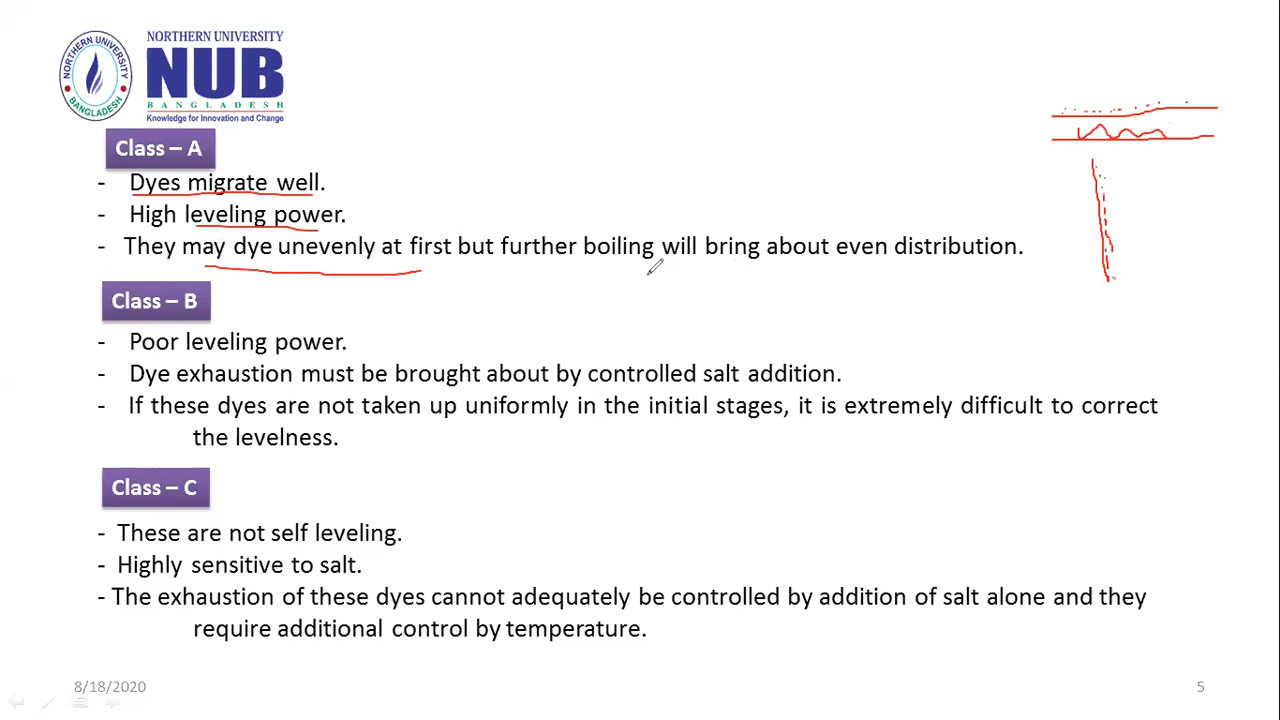 NORTHERN UNIVERSITY
NUB
BANGLADESH
Knowledge for Innovation and Change
NORTHERN UNIVERSITY
BANGLADESH
Class – A
- Dyes migrate well.
- High leveling power.
- They may dye unevenly at first but further boiling will bring about even distribution.
Class – B
- Poor leveling power.
- Dye exhaustion must be brought about by controlled salt addition.
- If these dyes are not taken up uniformly in the initial stages, it is extremely difficult to correct
the levelness.
Class – C
- These are not self leveling.
- Highly sensitive to salt.
- The exhaustion of these dyes cannot adequately be controlled by addition of salt alone and they
require additional control by temperature.
8/18/2020
5